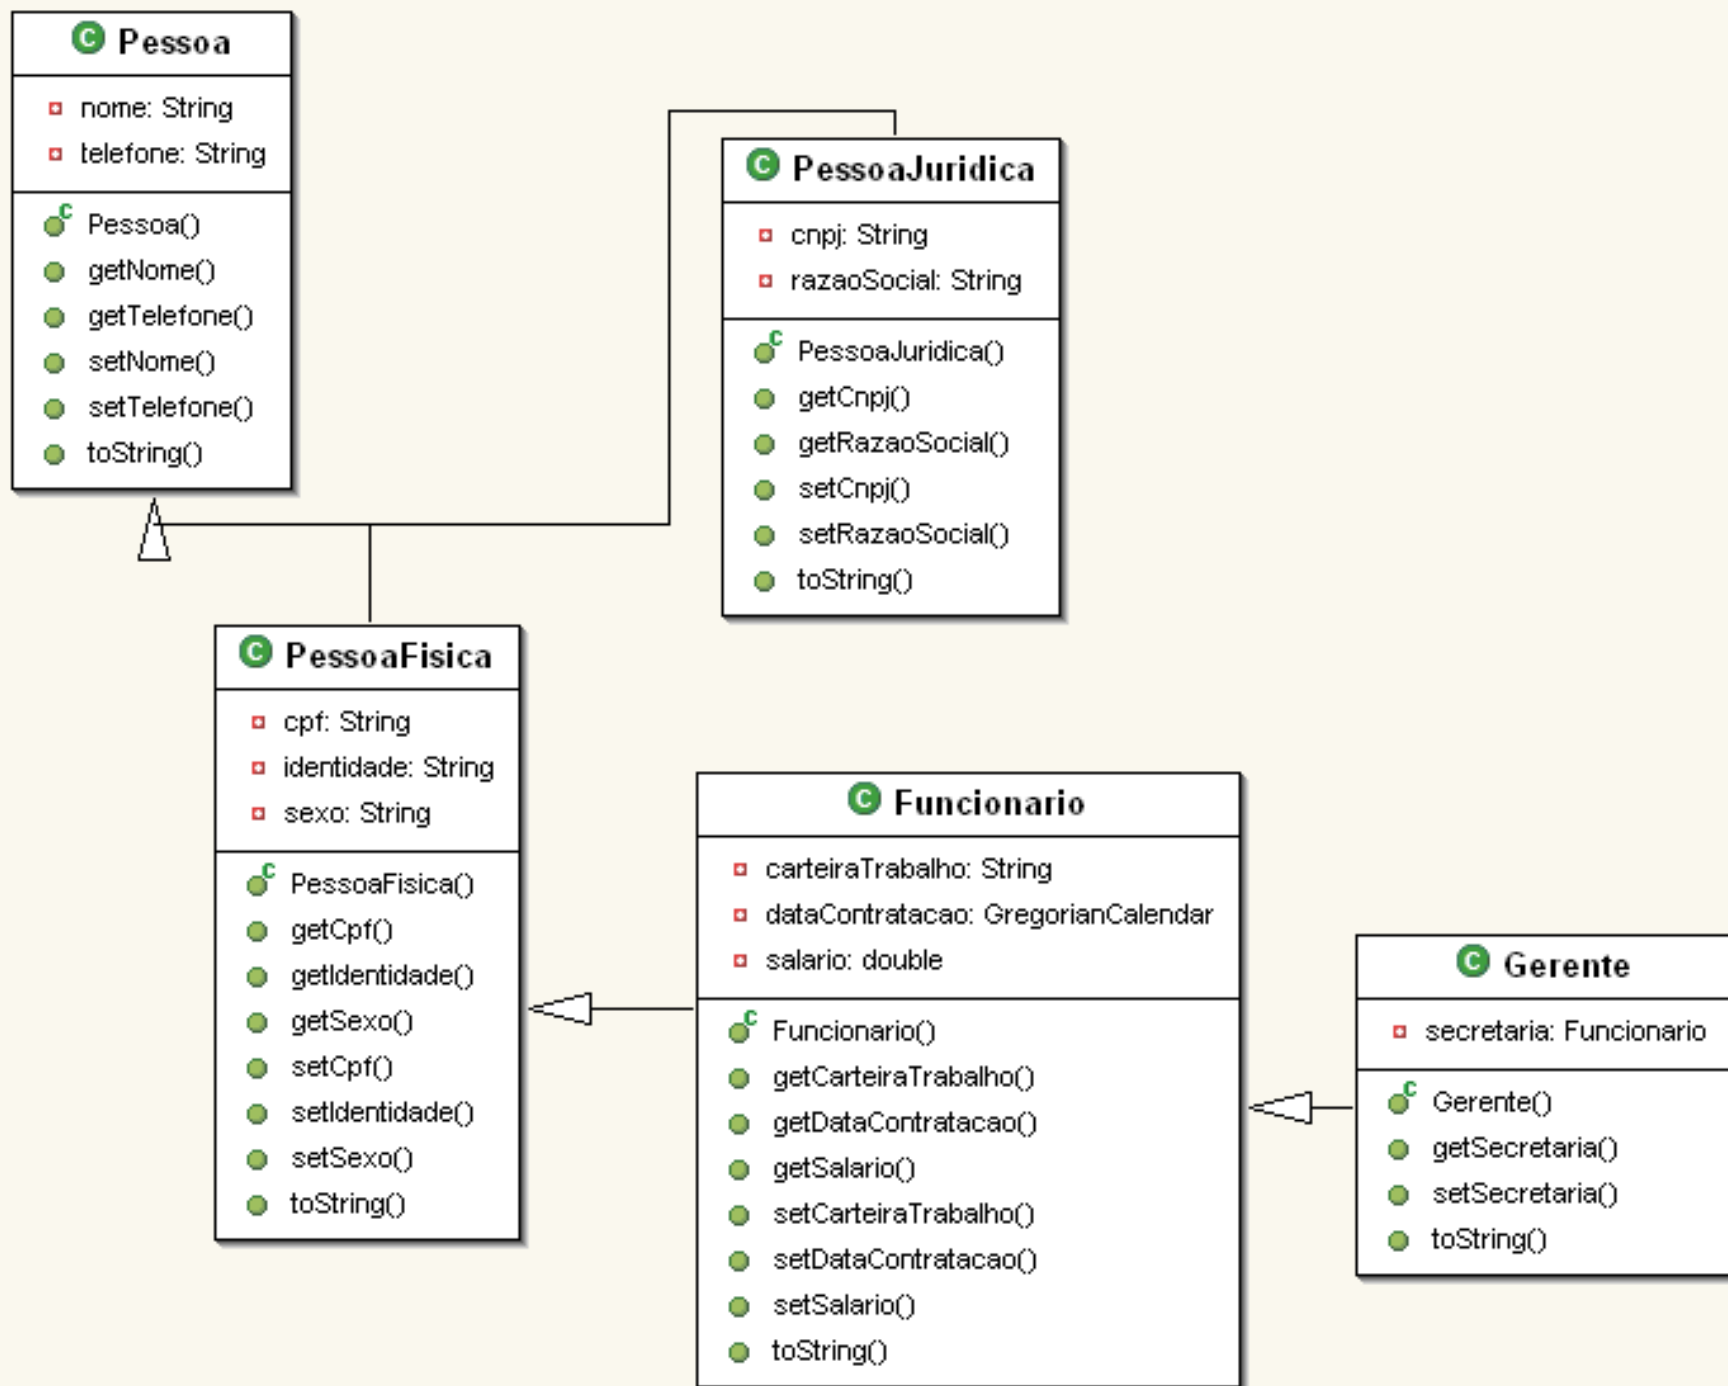 C Pessoa
nome: String
telefone: String
c Pessoa()
getNome()
getTelefone()
setNome()
setTelefone()
toString()
C PessoaJuridica
cnpj: String
razaoSocial: String
c PessoaJuridica()
getCnpj()
getRazaoSocial()
setCnpj()
setRazaoSocial()
toString()
C PessoaFisica
cpf: String
identidade: String
sexo: String
c PessoaFisica()
getCpf()
getIdentidade()
getSexo()
setCpf()
setIdentidade()
setSexo()
toString()
C Funcionario
carteiraTrabalho: String
dataContratacao: GregorianCalendar
salario: double
c Funcionario()
getCarteiraTrabalho()
getDataContratacao()
getSalario()
setCarteiraTrabalho()
setDataContratacao()
setSalario()
toString()
C Gerente
secretaria: Funcionario
c Gerente()
getSecretaria()
setSecretaria()
toString()